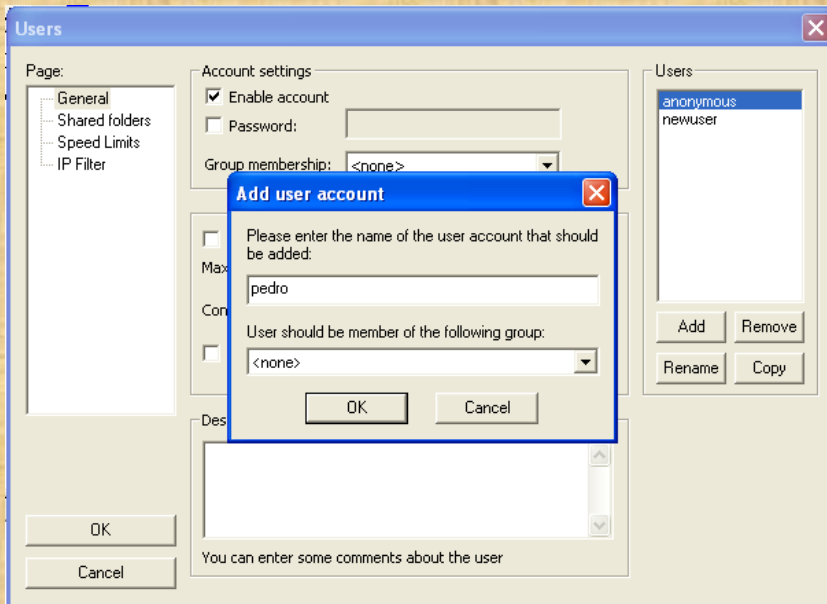 Users
Page:
General
Shared folders
Speed Limits
IP Filter
OK
Cancel
Account settings
Enable account
Password:
Group membership: <none>
Add user account
Please enter the name of the user account that should
be added:
pedro
User should be member of the following group:
<none>
OK Cancel
Max
Con
Des
You can enter some comments about the user
Users
anonymous
newuser
Add Remove
Rename Copy